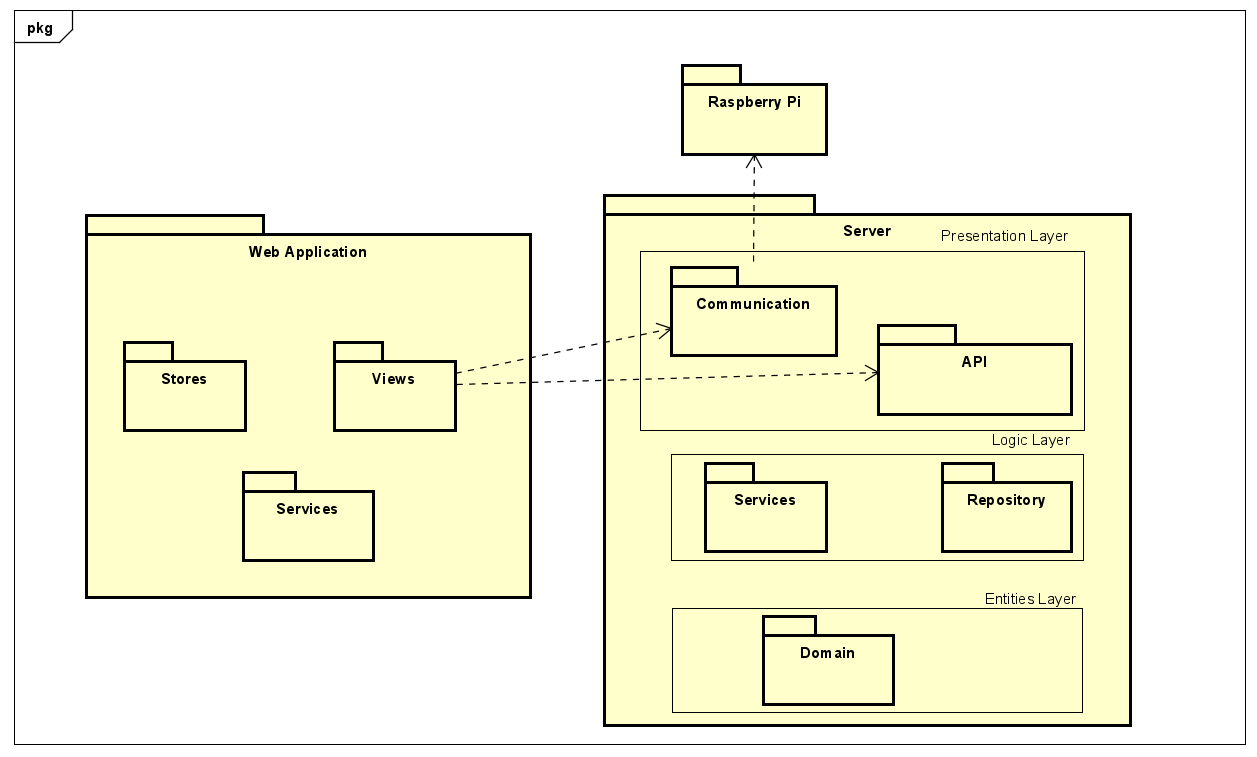 pkg
Raspberry Pi
Web Application
Stores
Views
Services
Server
Presentation Layer
Communication
API
Logic Layer
Services
Repository
Entities Layer
Domain